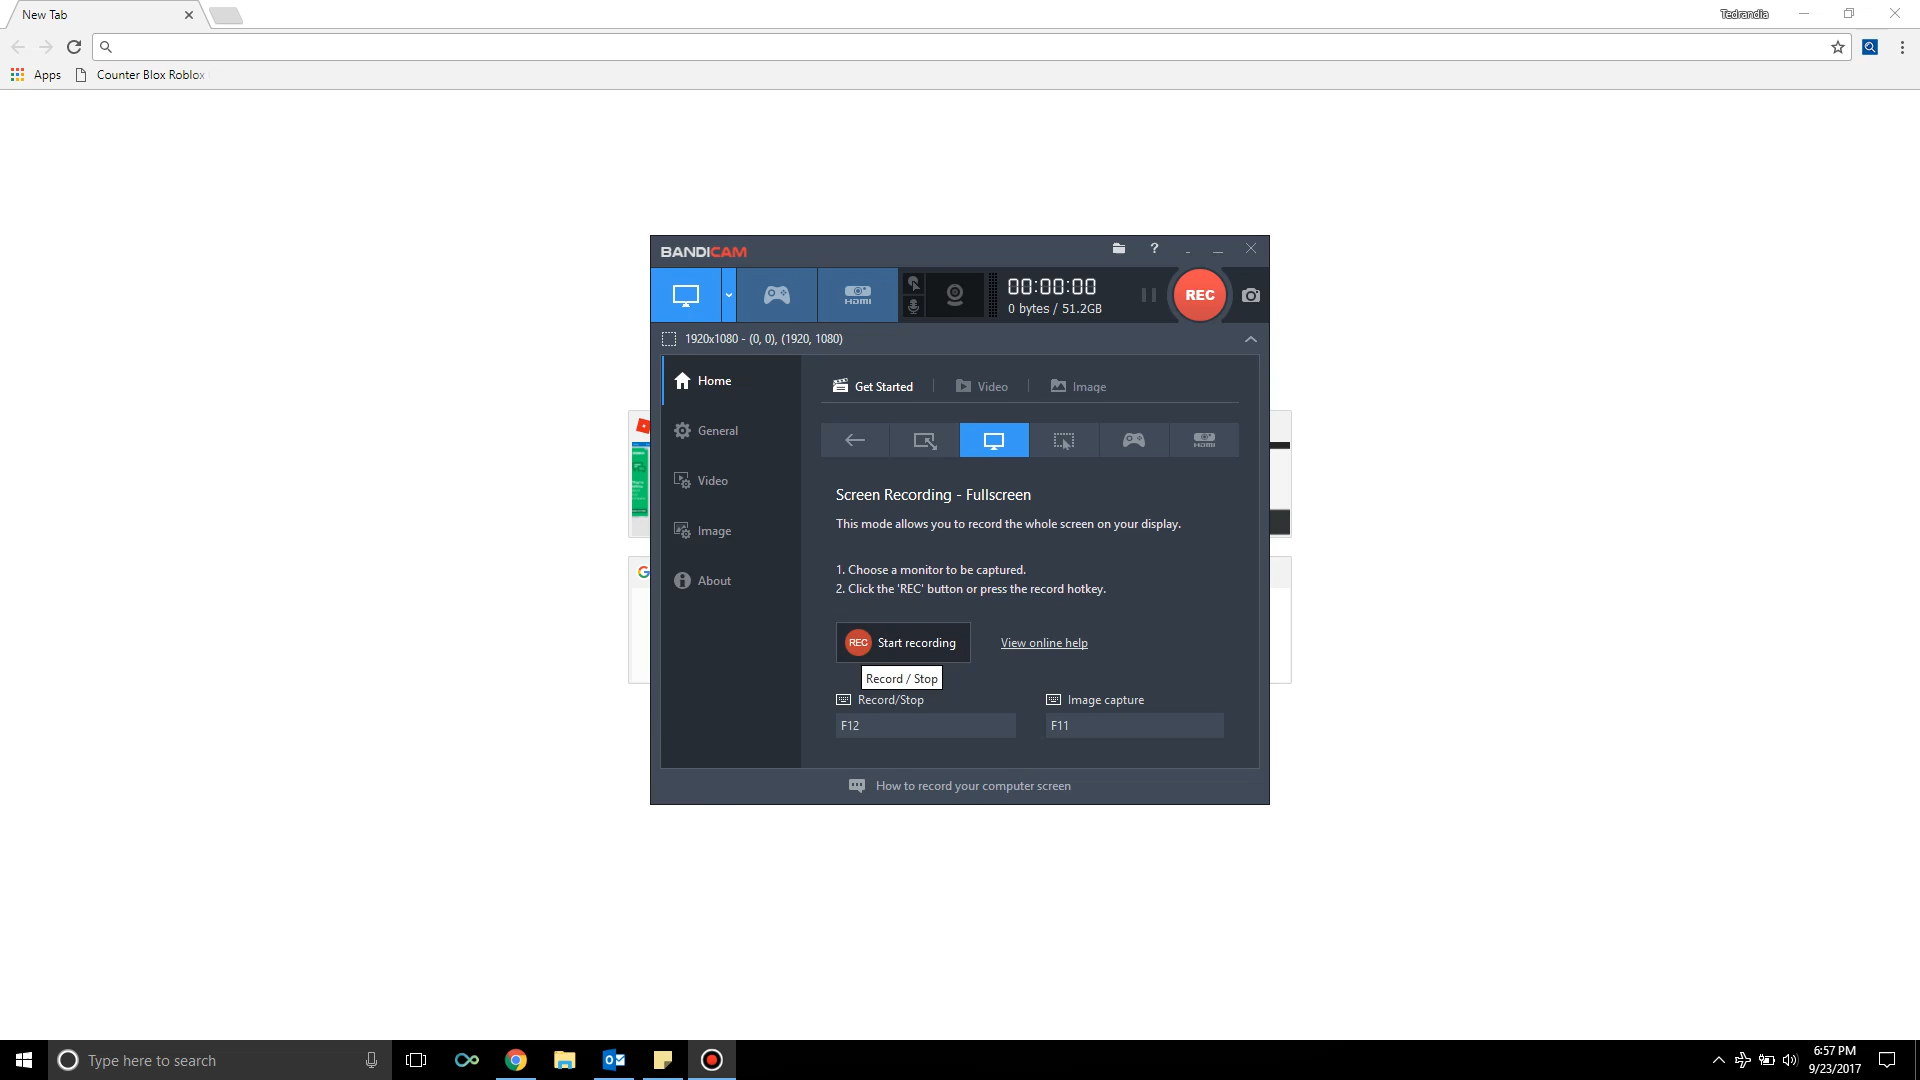 New Tab
Tedrandia
Apps
Counter Blox Roblox
BANDICAM
?
HDMI
00:00:00
0 bytes / 51.2GB
REC
1920x1080 - (0, 0), (1920, 1080)
Home
General
Video
Image
About
Get Started
Video
Image
HDMI
Screen Recording - Fullscreen
This mode allows you to record the whole screen on your display.
1. Choose a monitor to be captured.
2. Click the 'REC' button or press the record hotkey.
REC Start recording
View online help
Record / Stop
Record/Stop
Image capture
F12
F11
How to record your computer screen
Type here to search
6:57 PM
9/23/2017